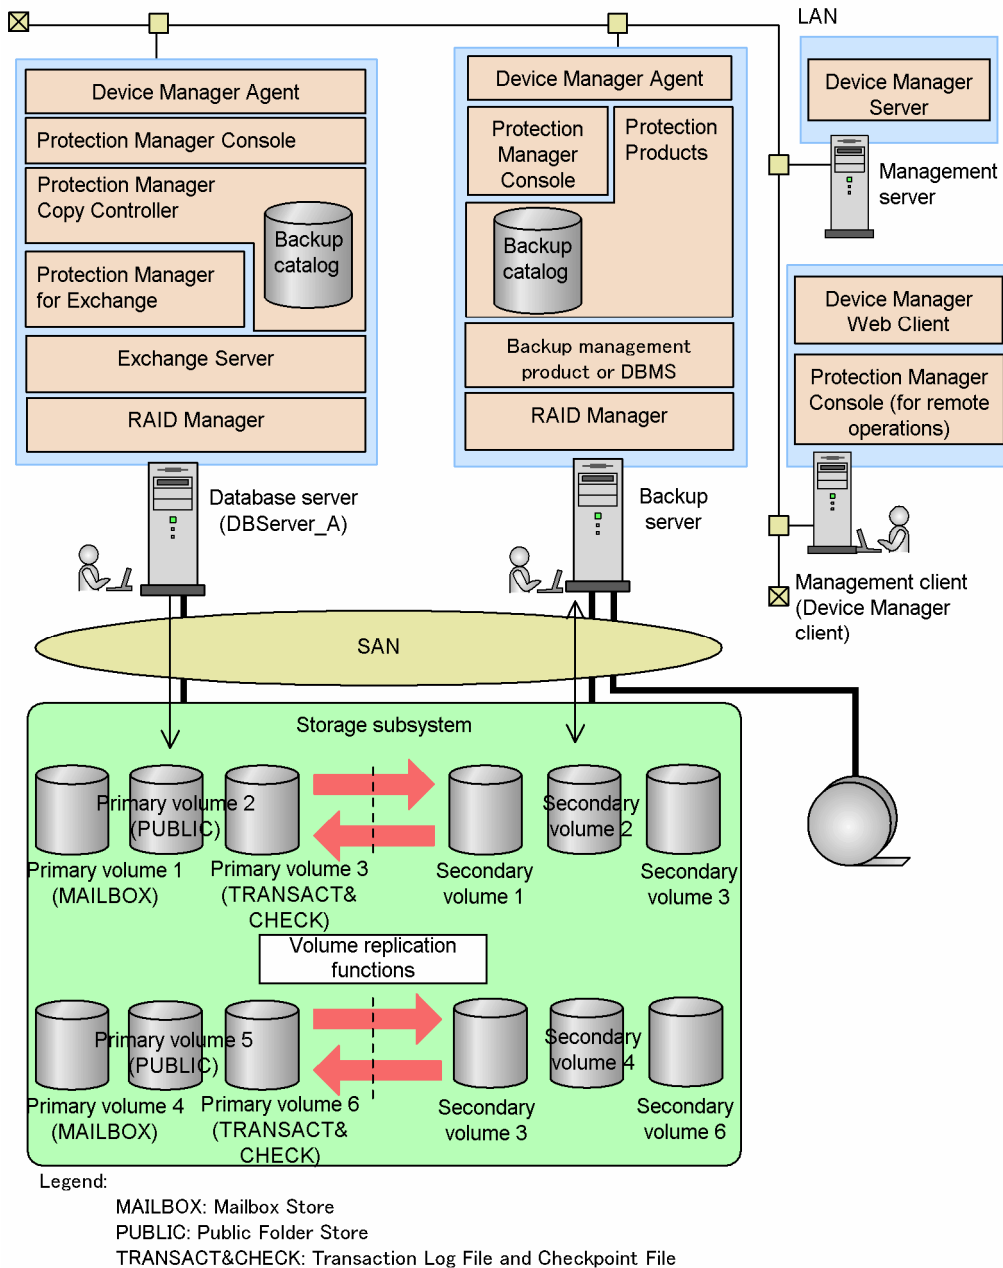 LAN
Device Manager Agent
Protection Manager Console
Protection Manager
Copy Controller
Backup
catalog
Protection Manager
for Exchange
Exchange Server
RAID Manager
Database server
(DBServer_A)
Device Manager Agent
Protection
Manager
Console
Protection
Products
Backup
catalog
Backup management
product or DBMS
RAID Manager
Backup
server
Device Manager
Server
Management
server
Device Manager
Web Client
Protection Manager
Console (for remote
operations)
Management client
(Device Manager
client)
SAN
Storage subsystem
Primary volume 2
(PUBLIC)
Primary volume 1
(MAILBOX)
Primary volume 3
(TRANSACT&
CHECK)
Secondary
volume 1
Secondary
volume 2
Secondary
volume 3
Volume replication
functions
Primary volume 5
(PUBLIC)
Primary volume 4
(MAILBOX)
Primary volume 6
(TRANSACT&
CHECK)
Secondary
volume 3
Secondary
volume 4
Secondary
volume 6
Legend:
MAILBOX: Mailbox Store
PUBLIC: Public Folder Store
TRANSACT&CHECK: Transaction Log File and Checkpoint File